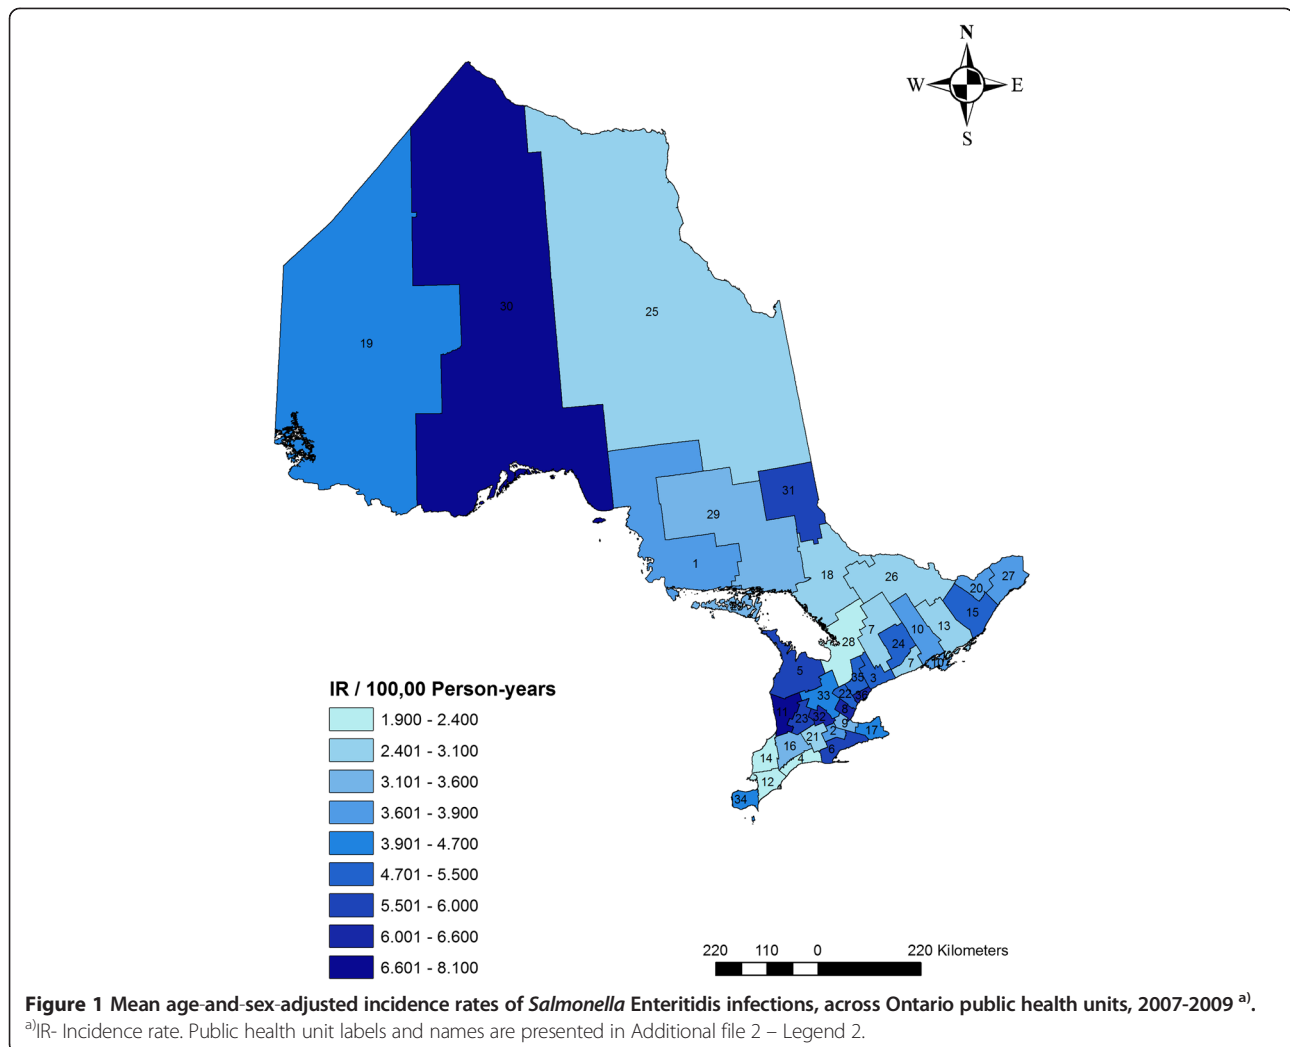 N
W E
S
30
25
19
31
29
1
18
26
27
20
15
13
10
7
28
24
7
10
29
5
35
3
33
22
36
11
23
32
8
9
2
17
21
16
6
14
4
12
34
IR / 100,00 Person-years
1.900 - 2.400
2.401 - 3.100
3.101 - 3.600
3.601 - 3.900
3.901 - 4.700
4.701 - 5.500
5.501 - 6.000
6.001 - 6.600
6.601 - 8.100
220 110 0 220 Kilometers
Figure 1 Mean age-and-sex-adjusted incidence rates of Salmonella Enteritidis infections, across Ontario public health units, 2007-2009 a).
a)IR- Incidence rate. Public health unit labels and names are presented in Additional file 2 – Legend 2.